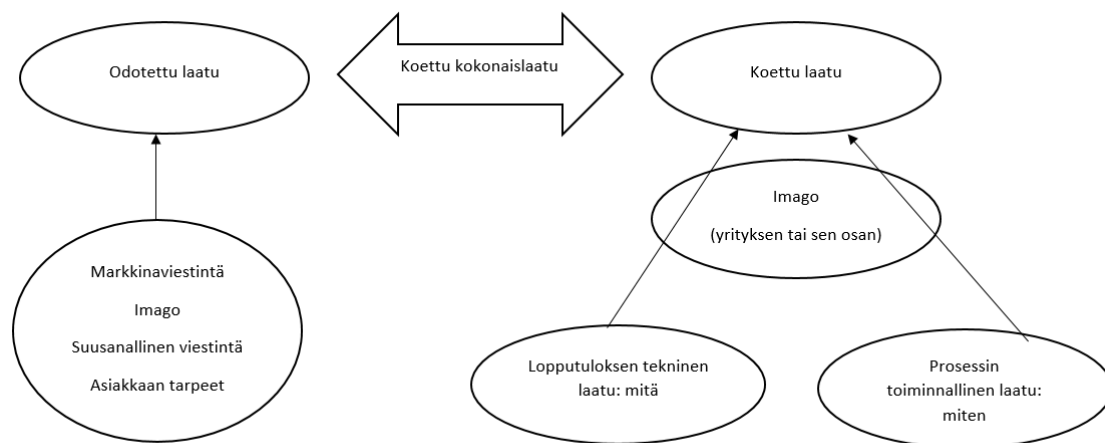 Odotettu laatu
Koettu kokonaislaatu
Koettu laatu
Imago
(yrityksen tai sen osan)
Markkinaviestintä
Imago
Suusanallinen viestintä
Asiakkaan tarpeet
Lopputuloksen tekninen
laatu: mitä
Prosessin
toiminnallinen laatu:
miten